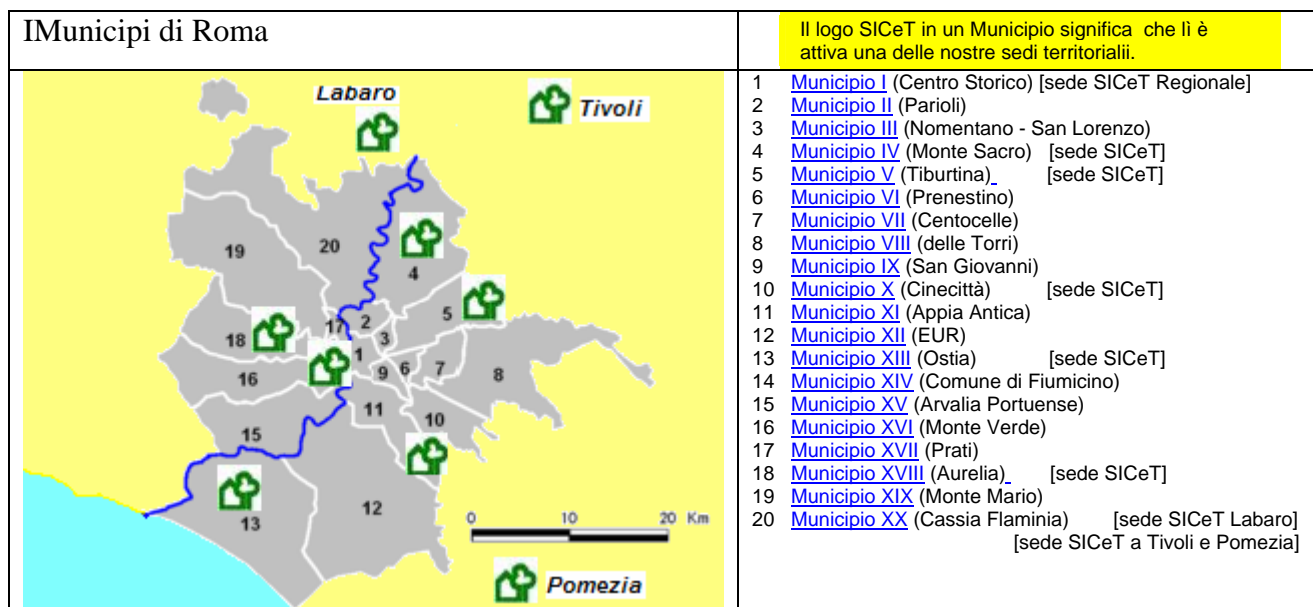 IMunicipi di Roma
Il logo SICeT in un Municipio significa che lì è
attiva una delle nostre sedi territorialii.
Labaro
Tivoli
19
20
4
5
18
17
2
3
1
16
9
6
7
8
11
10
15
12
13
0 10 20 Km
Pomezia
1 Municipio I (Centro Storico) [sede SICeT Regionale]
2 Municipio II (Parioli)
3 Municipio III (Nomentano - San Lorenzo)
4 Municipio IV (Monte Sacro) [sede SICeT]
5 Municipio V (Tiburtina) [sede SICeT]
6 Municipio VI (Prenestino)
7 Municipio VII (Centocelle)
8 Municipio VIII (delle Torri)
9 Municipio IX (San Giovanni)
10 Municipio X (Cinecittà) [sede SICeT]
11 Municipio XI (Appia Antica)
12 Municipio XII (EUR)
13 Municipio XIII (Ostia) [sede SICeT]
14 Municipio XIV (Comune di Fiumicino)
15 Municipio XV (Arvalia Portuense)
16 Municipio XVI (Monte Verde)
17 Municipio XVII (Prati)
18 Municipio XVIII (Aurelia) [sede SICeT]
19 Municipio XIX (Monte Mario)
20 Municipio XX (Cassia Flaminia) [sede SICeT Labaro]
[sede SICeT a Tivoli e Pomezia]